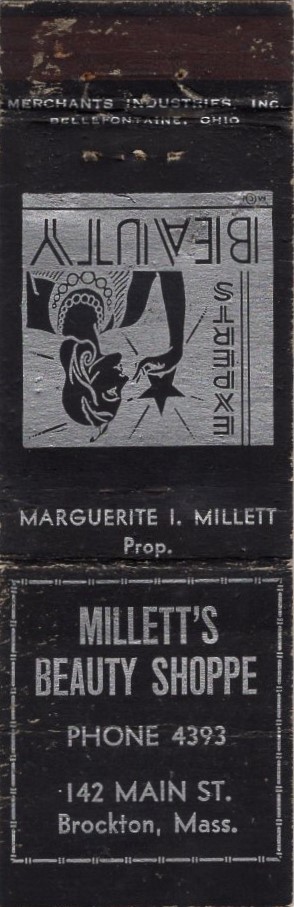 MERCHANTS INDUSTRIES, INC.
BELLEFONTAINE, OHIO
BEAUTY
EXPERTS
MARGUERITE I. MILLETT
Prop.
MILLETT'S
BEAUTY SHOPPE
PHONE 4393
142 MAIN ST.
Brockton, Mass.